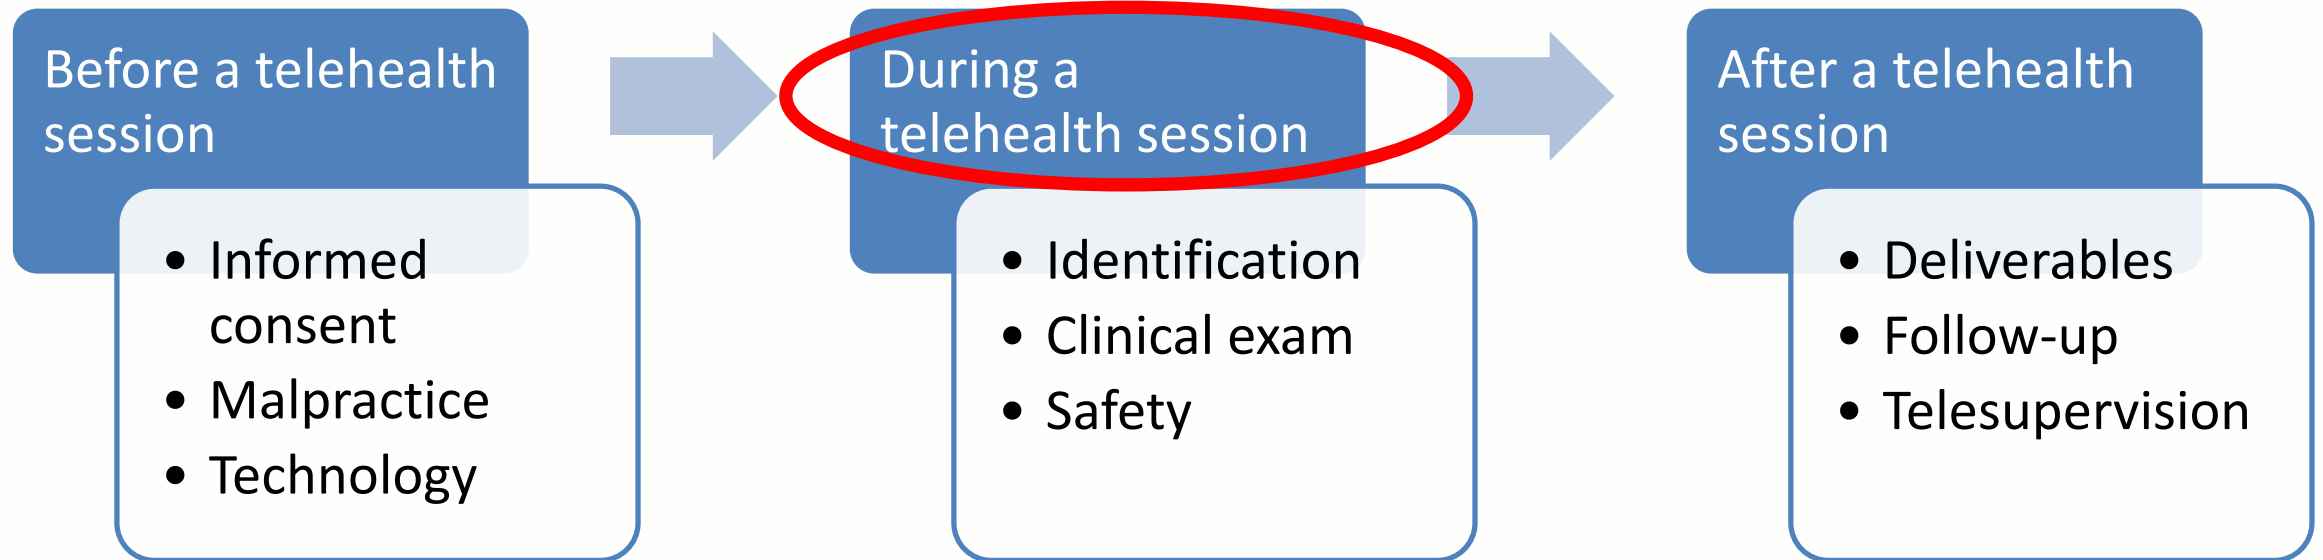 Before a telehealth
session
• Informed
consent
• Malpractice
• Technology
During a
telehealth session
• Identification
• Clinical exam
• Safety
After a telehealth
session
• Deliverables
• Follow-up
• Telesupervision